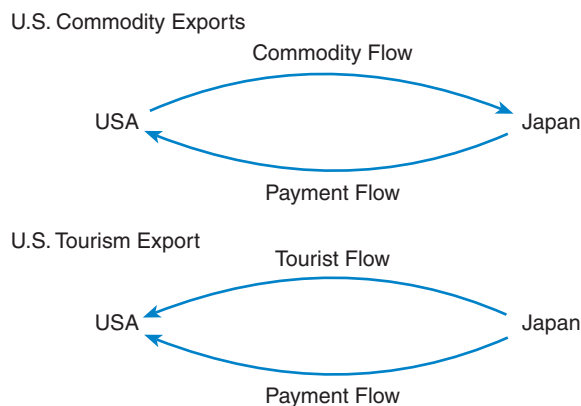 U.S. Commodity Exports
Commodity Flow
USA
Japan
Payment Flow
U.S. Tourism Export
Tourist Flow
USA
Japan
Payment Flow